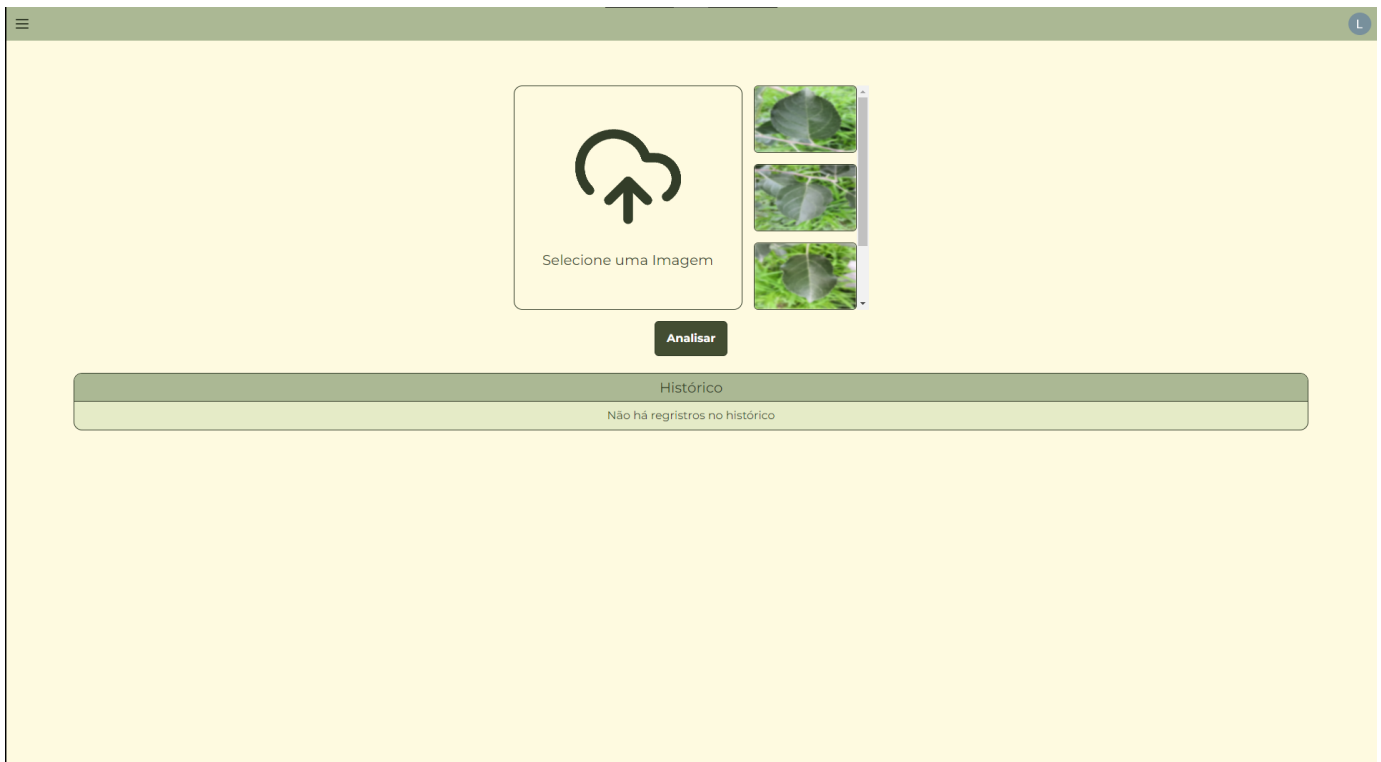 L
Selecione uma Imagem
Analisar
Histórico
Não há regristros no histórico